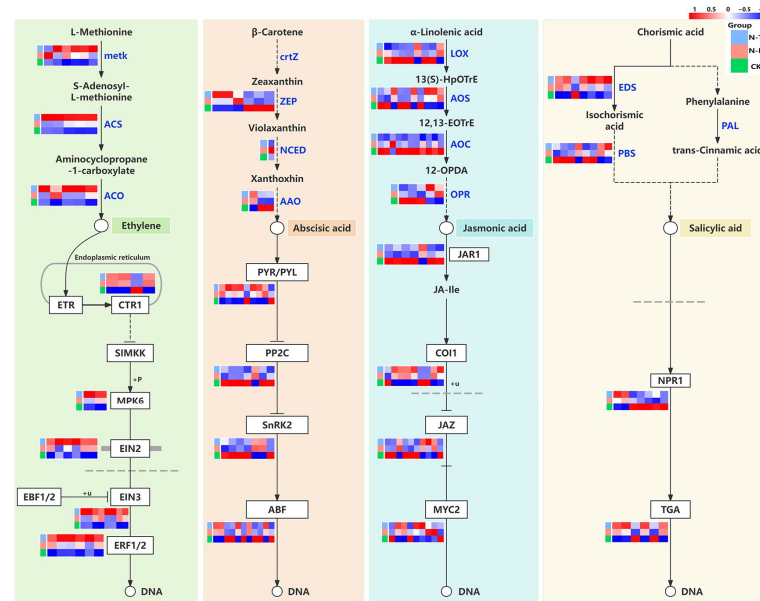 1 0.5 0 -0.5
Group
CK
L-Methionine
metk
S-Adenosyl-
L-methionine
ACS
Aminocyclopropane
-1-carboxylate
ACO
Ethylene
Endoplasmic reticulum
ETR
CTR1
SIMKK
+P
MPK6
EIN2
EBF1/2
+u
EIN3
ERF1/2
DNA
β-Carotene
crtZ
Zeaxanthin
ZEP
Violaxanthin
NCED
Xanthoxhin
AAO
Abscisic acid
PYR/PYL
PP2C
SnRK2
ABF
DNA
α-Linolenic acid
LOX
13(S)-HpOTrE
AOS
12,13-EOTrE
AOC
12-OPDA
OPR
Jasmonic acid
JAR1
JA-Ile
COI1
+u
JAZ
MYC2
DNA
Chorismic acid
EDS
Isochorismic
acid
PBS
Phenylalanine
PAL
trans-Cinnamic acid
Salicylic aid
NPR1
TGA
DNA